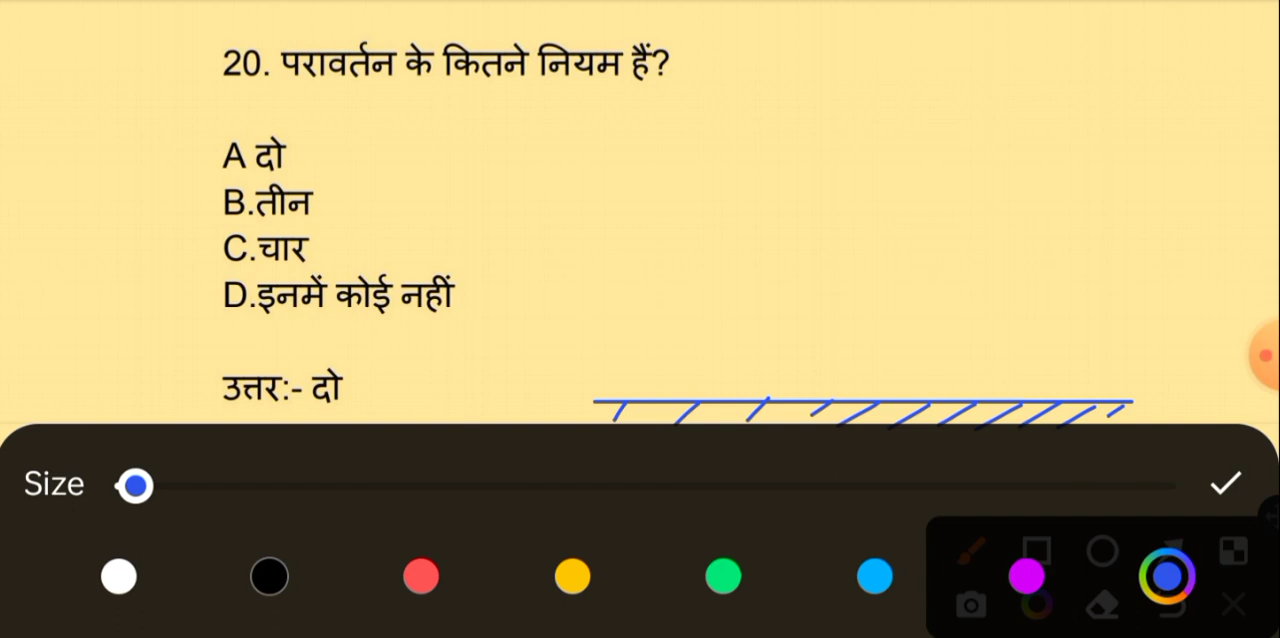 20. परावर्तन के कितने नियम हैं?
A दो
B.तीन
C.चार
D.इनमें कोई नहीं
उत्तर:- दो
Size